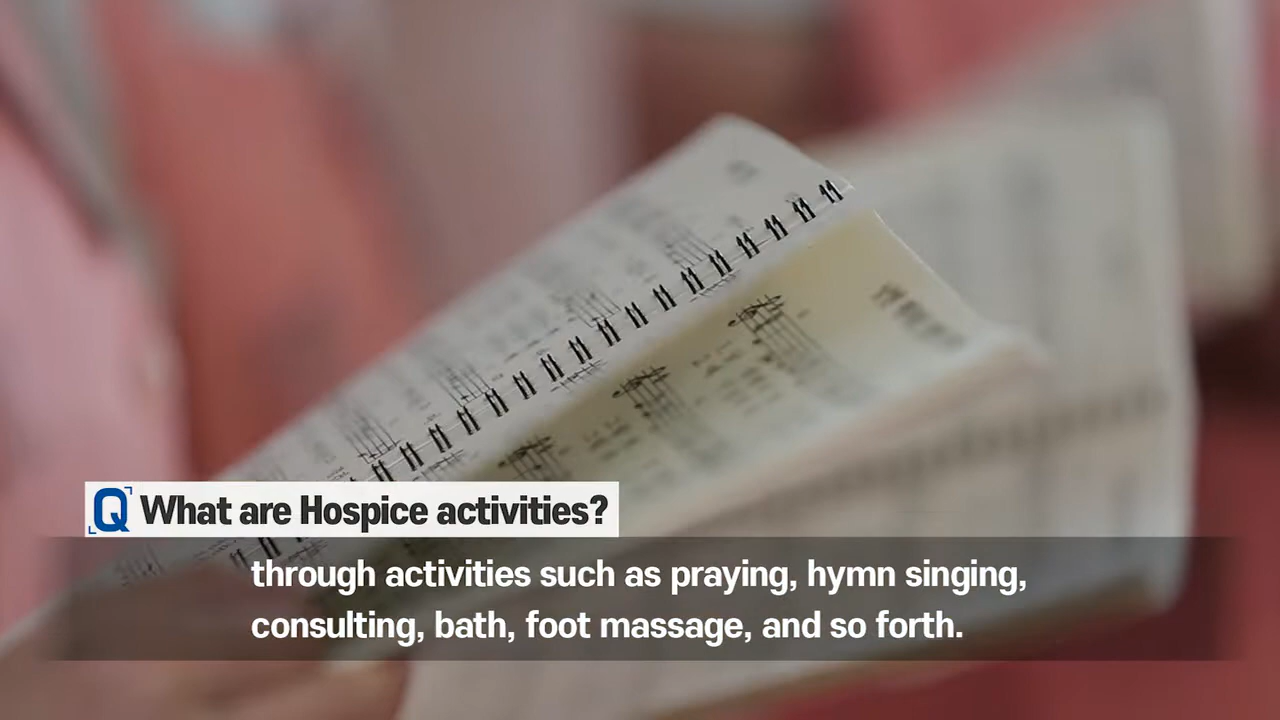 Q What are Hospice activities?
through activities such as praying, hymn singing,
consulting, bath, foot massage, and so forth.